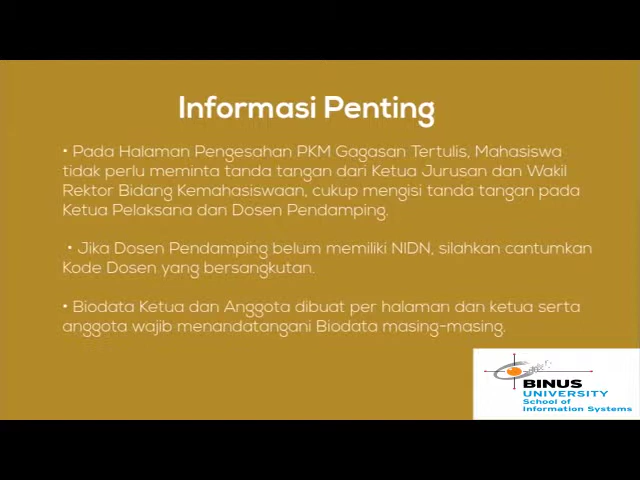 Informasi Penting
• Pada Halaman Pengesahan PKM Gagasan Tertulis, Mahasiswa
tidak perlu meminta tanda tangan dari Ketua Jurusan dan Wakil
Rektor Bidang Kemahasiswaan, cukup mengisi tanda tangan pada
Ketua Pelaksana dan Dosen Pendamping.
• Jika Dosen Pendamping belum memiliki NIDN, silahkan cantumkan
Kode Dosen yang bersangkutan.
• Biodata Ketua dan Anggota dibuat per halaman dan ketua serta
anggota wajib menandatangani Biodata masing-masing.
BINUS
UNIVERSITY
School of
Information Systems